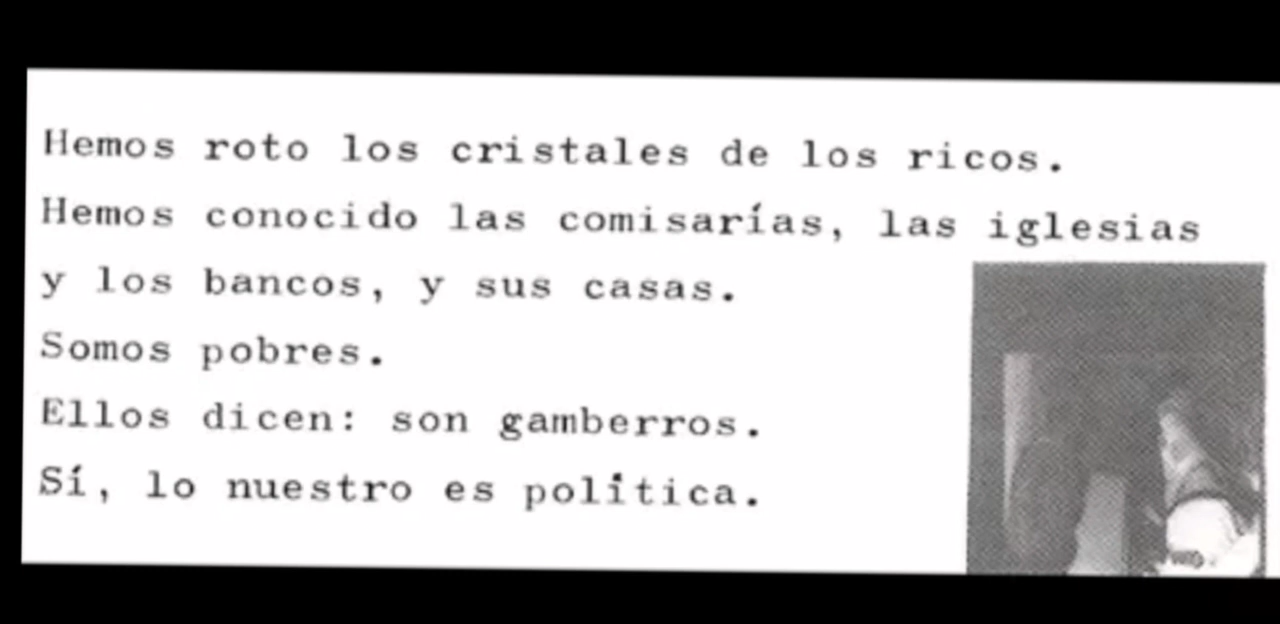 Hemos roto los cristales de los ricos.
Hemos conocido las comisarías, las iglesias
y los bancos, y sus casas.
Somos pobres.
Ellos dicen: son gamberros.
Sí, lo nuestro es política.